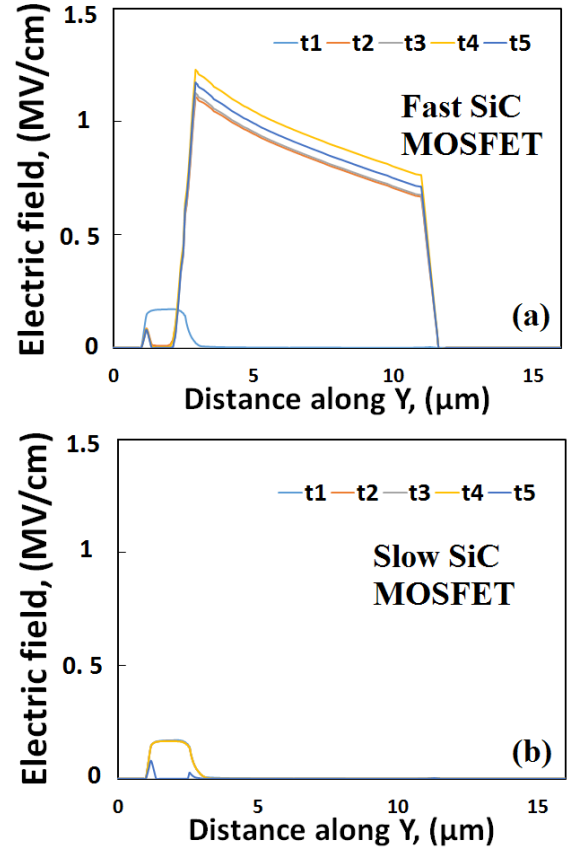 Electric field, (MV/cm)
1.5
1
0.5
0
t1 t2 t3 t4 t5
Fast SiC
MOSFET
(a)
0 5 10 15
Distance along Y, (µm)
Electric field, (MV/cm)
1.5
1
0. 5
0
t1 t2 t3 t4 t5
Slow SiC
MOSFET
(b)
0 5 10 15
Distance along Y, (µm)